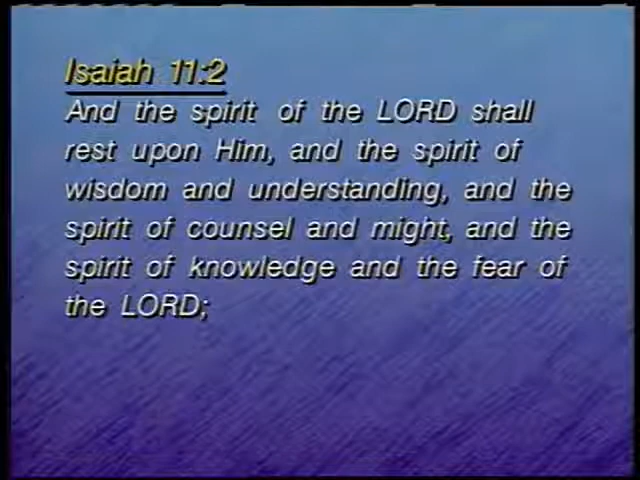 Isaiah 11:2
And the spirit of the LORD shall
rest upon Him, and the spirit of
wisdom and understanding, and the
spirit of counsel and might, and the
spirit of knowledge and the fear of
the LORD;